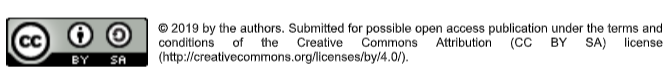 cc
BY SA
© 2019 by the authors. Submitted for possible open access publication under the terms and
conditions of the Creative Commons Attribution (CC BY SA) license
(http://creativecommons.org/licenses/by/4.0/).